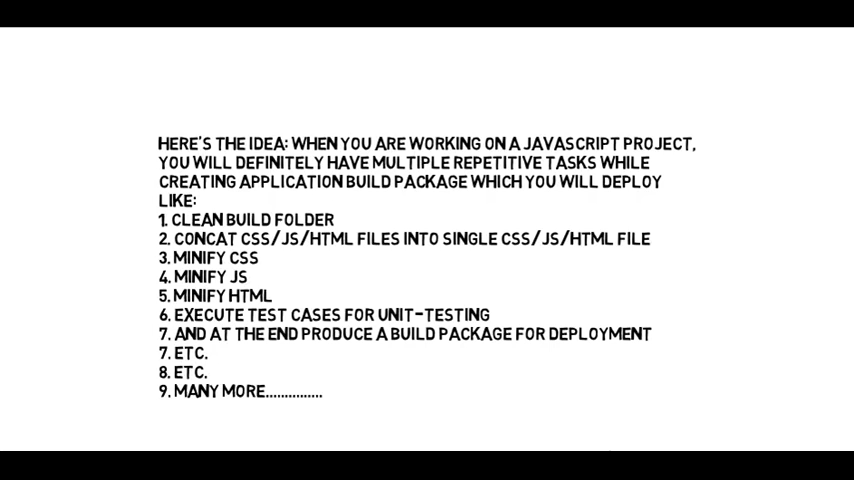 HERE'S THE IDEA: WHEN YOU ARE WORKING ON A JAVASCRIPT PROJECT,
YOU WILL DEFINITELY HAVE MULTIPLE REPETITIVE TASKS WHILE
CREATING APPLICATION BUILD PACKAGE WHICH YOU WILL DEPLOY
LIKE:
1. CLEAN BUILD FOLDER
2. CONCAT CSS/JS/HTML FILES INTO SINGLE CSS/JS/HTML FILE
3. MINIFY CSS
4. MINIFY JS
5. MINIFY HTML
6. EXECUTE TEST CASES FOR UNIT-TESTING
7. AND AT THE END PRODUCE A BUILD PACKAGE FOR DEPLOYMENT
7. ETC.
8. ETC.
9. MANY MORE...............